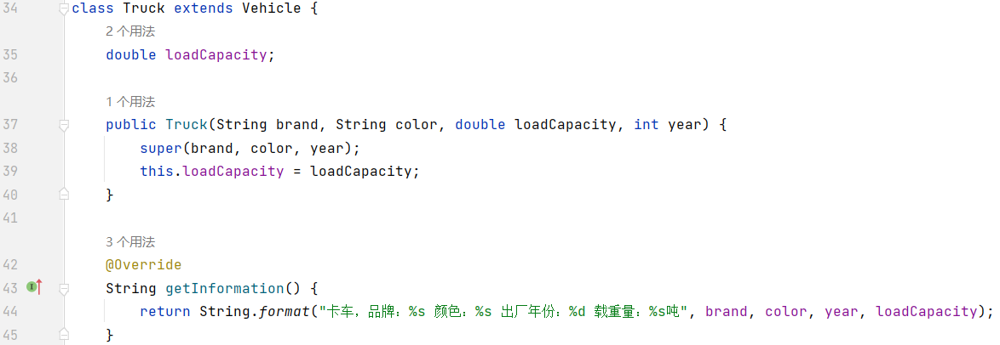 34 class Truck extends Vehicle {
2 个用法
35 double loadCapacity;
36
1 个用法
37 public Truck(String brand, String color, double loadCapacity, int year) {
38 super(brand, color, year);
39 this.loadCapacity = loadCapacity;
40 }
41
3 个用法
42 @Override
43 String getInformation() {
44 return String.format("卡车，品牌：%s 颜色：%s 出厂年份：%d 载重量：%s吨", brand, color, year, loadCapacity);
45 }